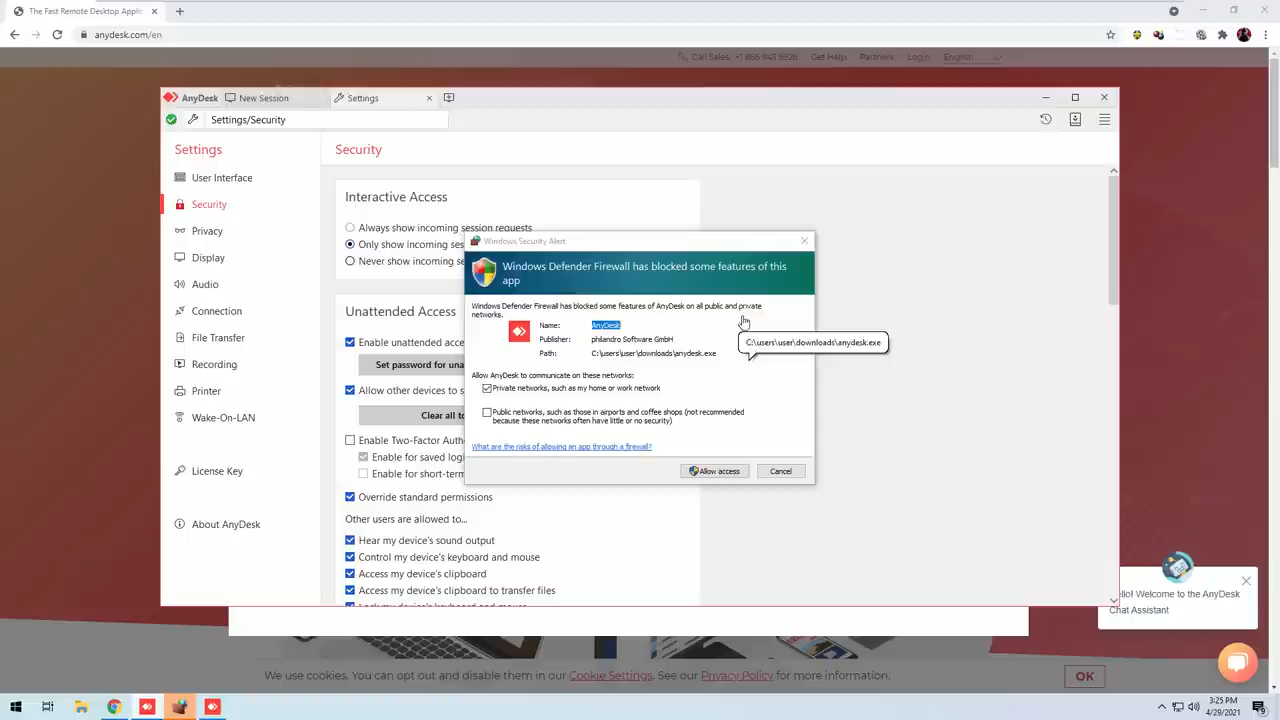 The Fast Remote Desktop Applic
anydesk.com/en
Call Sales: +1 866 943 5926 Get Help Partners Login English
AnyDesk New Session Settings
Settings/Security
Settings
User Interface
Security
Privacy
Display
Audio
Connection
File Transfer
Recording
Printer
Wake-On-LAN
License Key
About AnyDesk
Security
Interactive Access
Always show incoming session requests
Only show incoming ses
Never show incoming se
Unattended Access
Enable unattended acce
Set password for una
Allow other devices to s
Clear all to
Enable Two-Factor Auth
Enable for saved logi
Enable for short-term
Override standard permissions
Other users are allowed to...
Hear my device's sound output
Control my device's keyboard and mouse
Access my device's clipboard
Access my device's clipboard to transfer files
Lock my device's keyboard and mouse
Windows Security Alert
Windows Defender Firewall has blocked some features of this
app
Windows Defender Firewall has blocked some features of AnyDesk on all public and private
networks.
Name: AnyDesk
Publisher: philandro Software GmbH
Path: C:\users\user\downloads\anydesk.exe
C:\users\user\downloads\anydesk.exe
Allow AnyDesk to communicate on these networks:
Private networks, such as my home or work network
Public networks, such as those in airports and coffee shops (not recommended
because these networks often have little or no security)
What are the risks of allowing an app through a firewall?
Allow access Cancel
ello! Welcome to the AnyDesk
Chat Assistant
We use cookies. You can opt out and disable them in our Cookie Settings. See our Privacy Policy for more information. OK
3:25 PM
4/29/2021
9